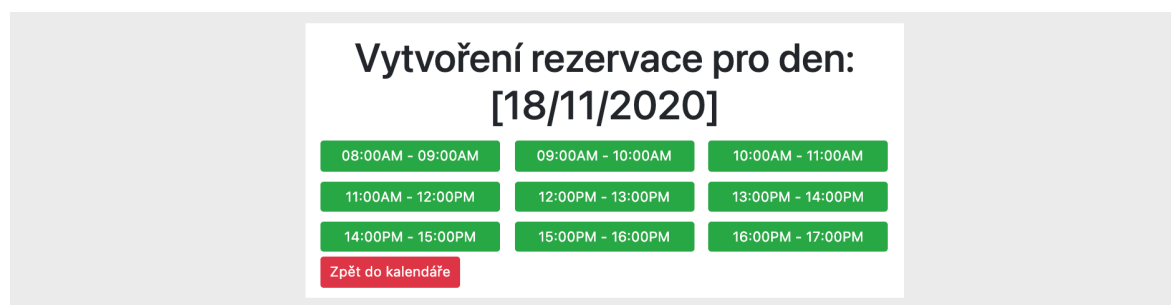 Vytvoření rezervace pro den:
[18/11/2020]
08:00AM - 09:00AM 09:00AM - 10:00AM 10:00AM - 11:00AM
11:00AM - 12:00PM 12:00PM - 13:00PM 13:00PM - 14:00PM
14:00PM - 15:00PM 15:00PM - 16:00PM 16:00PM - 17:00PM
Zpět do kalendáře